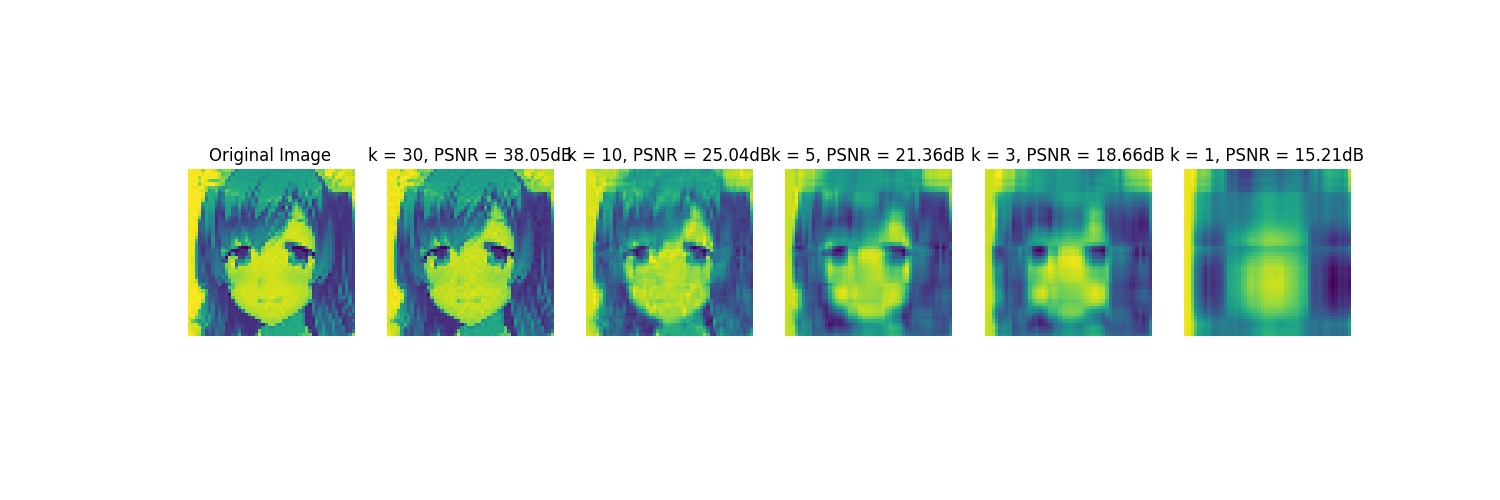 Original Image
k = 30, PSNR = 38.05dB
k = 10, PSNR = 25.04dB
k = 5, PSNR = 21.36dB
k = 3, PSNR = 18.66dB
k = 1, PSNR = 15.21dB